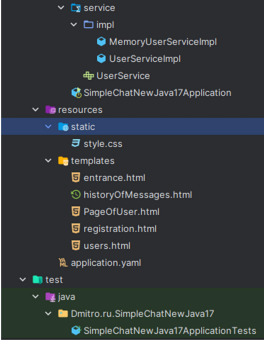 service
impl
MemoryUserServiceImpl
UserServiceImpl
UserService
SimpleChatNewJava17Application
resources
static
style.css
templates
entrance.html
historyOfMessages.html
PageOfUser.html
registration.html
users.html
application.yaml
test
java
Dmitro.ru.SimpleChatNewJava17
SimpleChatNewJava17ApplicationTests